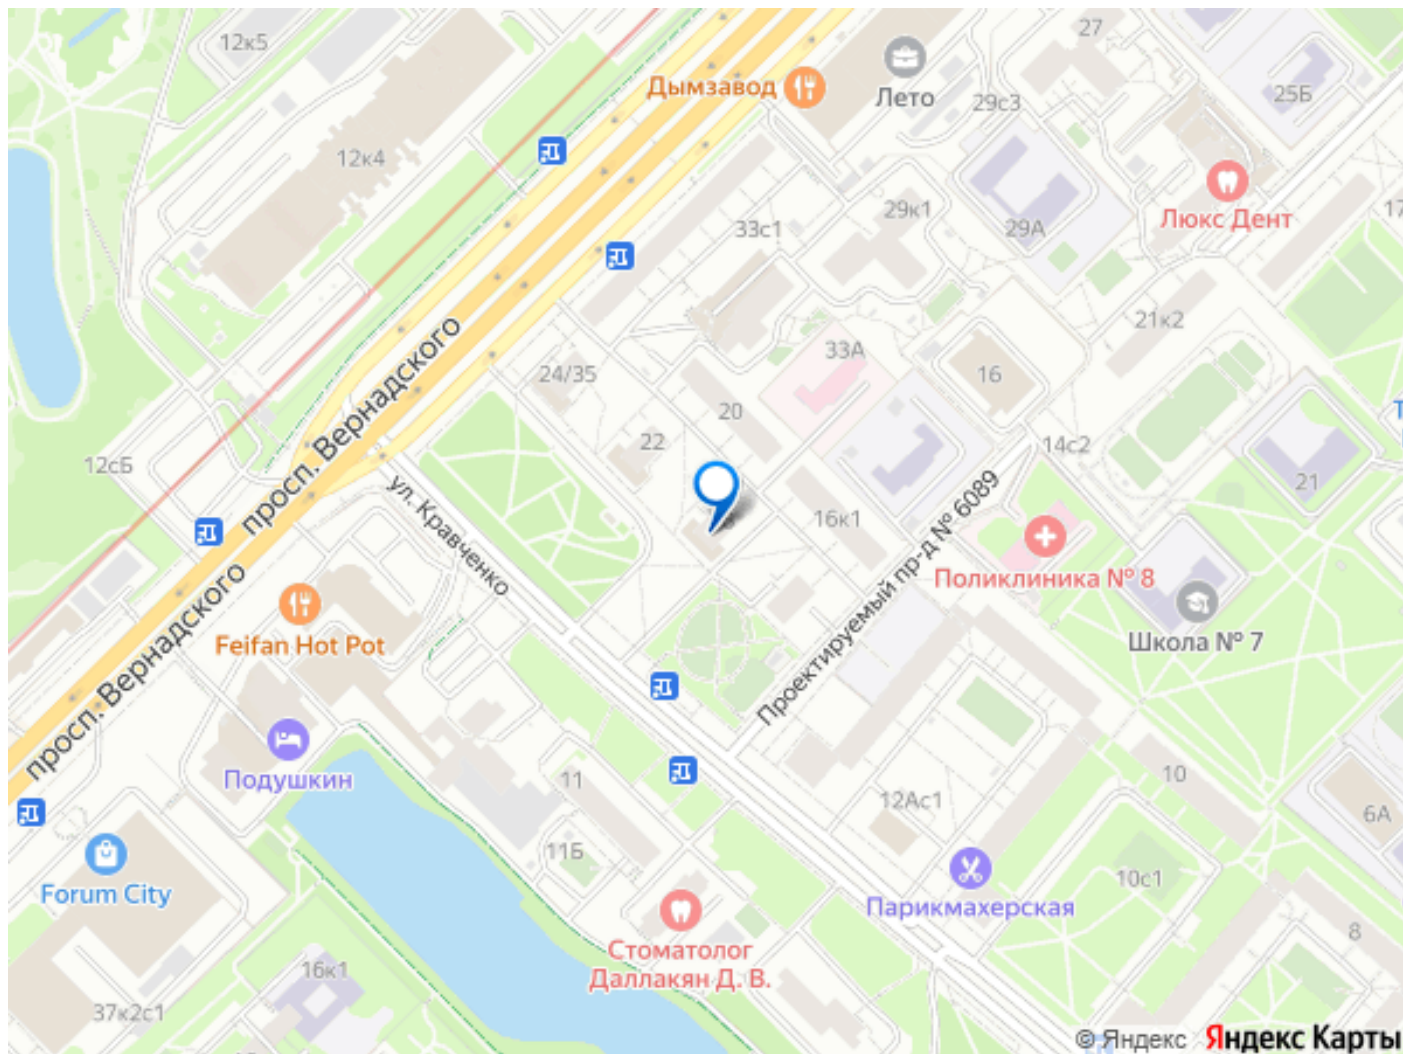 12к5
27
Дымзавод
Лето
29с3
25Б
12к4
Люкс Дент
29к1
17
33с1
29А
21к2
просп. Вернадского
33А
24/35
16
20
22
14с2
12сБ
21
ул. Кравченко
16к1
Проектируемый пр-д № 6089
Поликлиника № 8
просп. Вернадского
Feifan Hot Pot
Школа № 7
Подушкин
11
10
12Ас1
6А
11Б
Forum City
10с1
Парикмахерская
8
Стоматолог
Даллакян Д. В.
16к1
37к2с1
© Яндекс Яндекс Карты